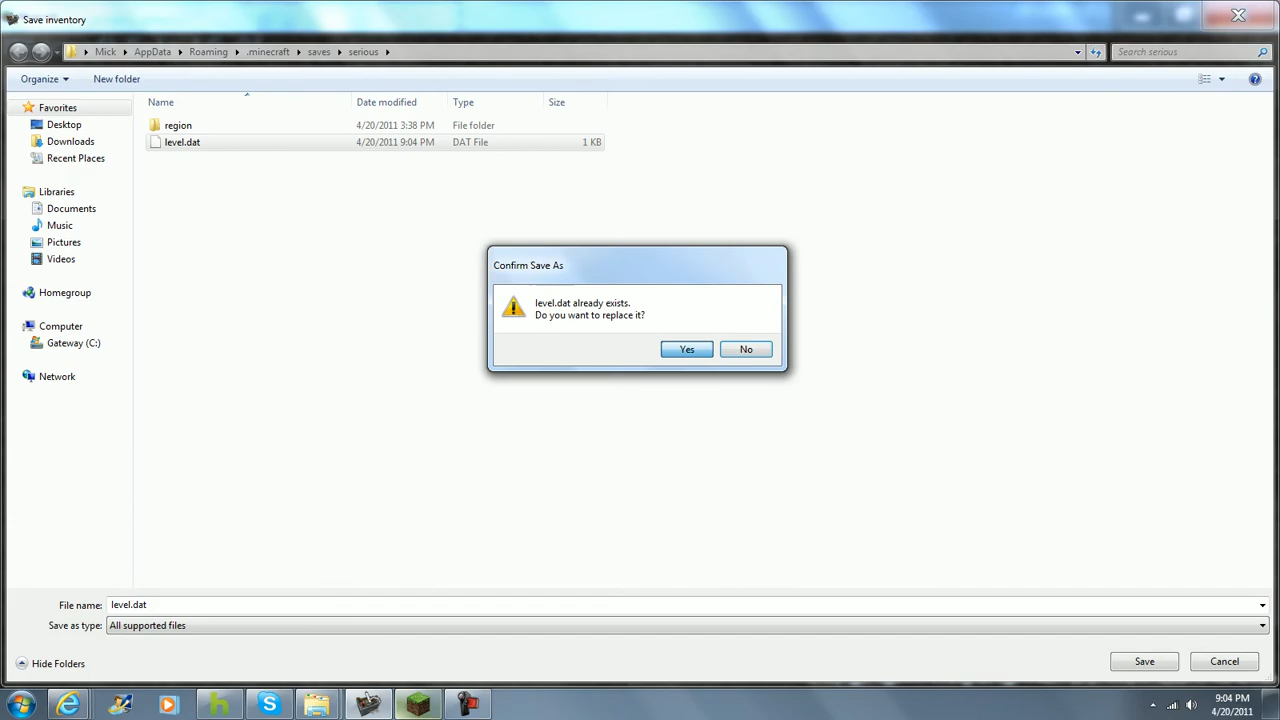 Save inventory
Mick AppData Roaming .minecraft saves serious
Search serious
Organize New folder
Name Date modified Type Size
region 4/20/2011 3:38 PM File folder
level.dat 4/20/2011 9:04 PM DAT File 1 KB
Favorites
Desktop
Downloads
Recent Places
Libraries
Documents
Music
Pictures
Videos
Homegroup
Computer
Gateway (C:)
Network
Confirm Save As
level.dat already exists.
Do you want to replace it?
Yes No
File name: level.dat
Save as type: All supported files
Hide Folders
Save Cancel
9:04 PM
4/20/2011